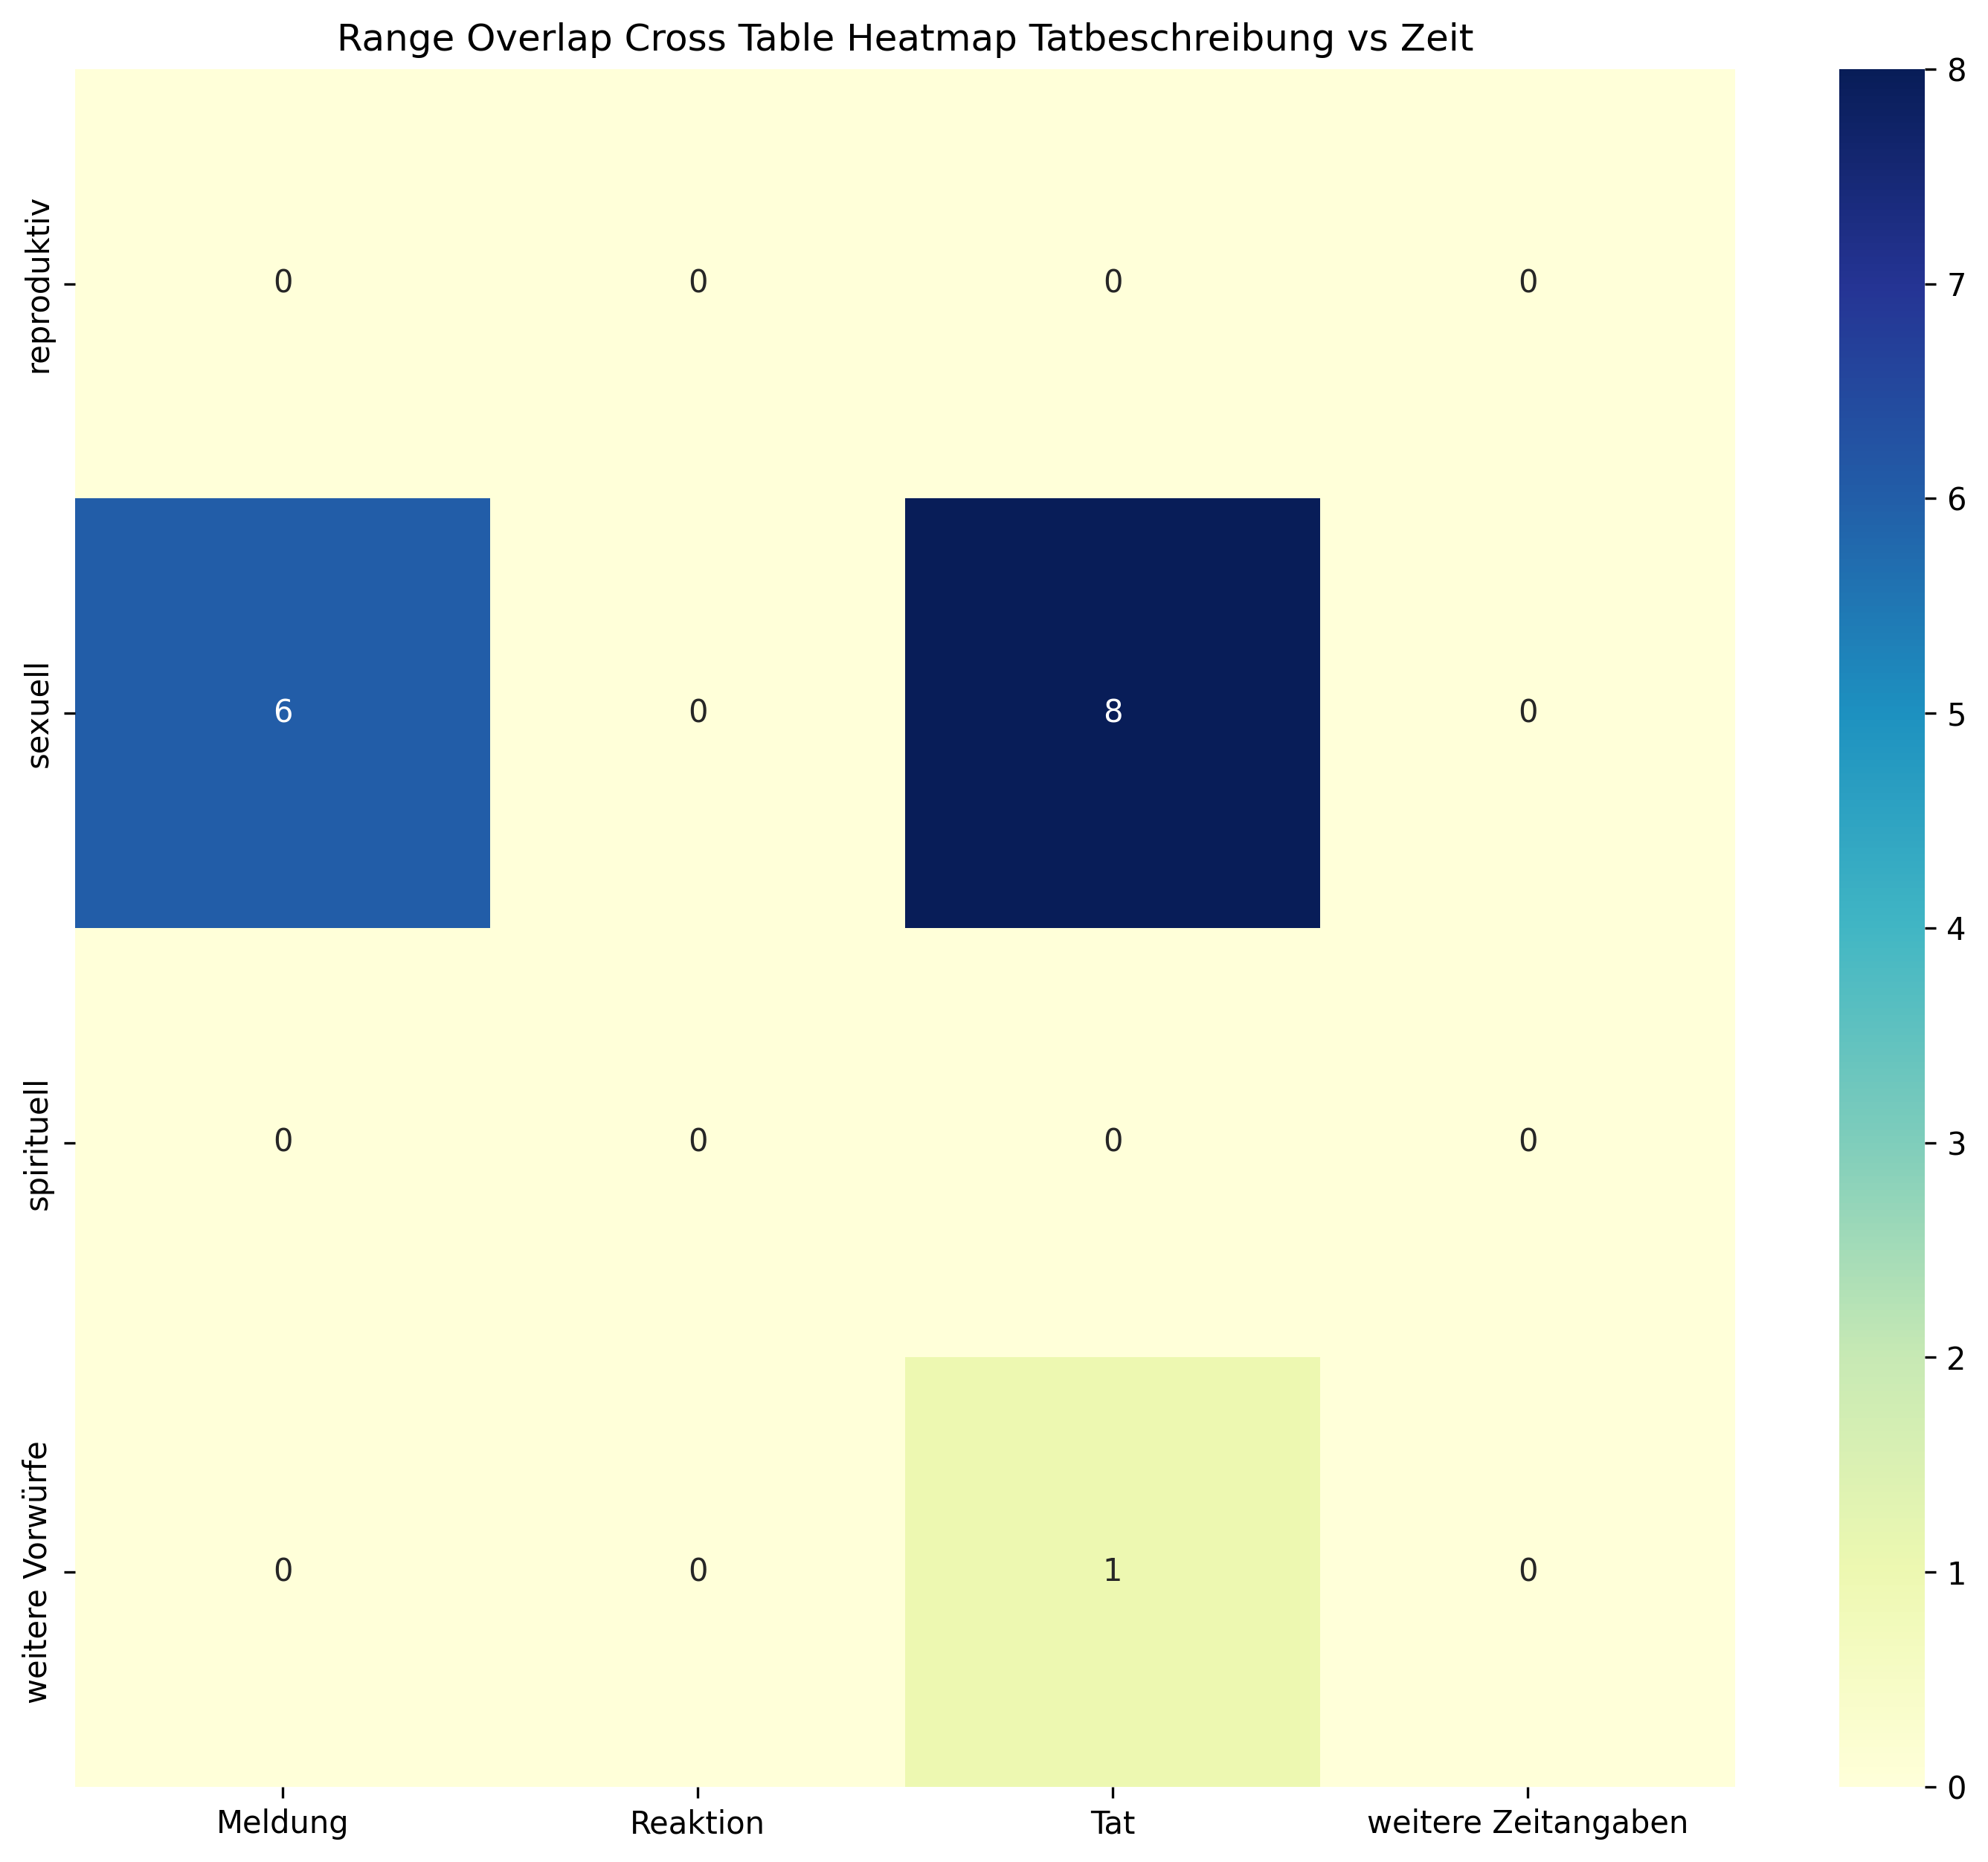 Range Overlap Cross Table Heatmap Tatbeschreibung vs Zeit
reproduktiv
0 0 0 0
sexuell
6 0 8 0
spirituell
0 0 0 0
weitere Vorwürfe
0 0 1 0
Meldung Reaktion Tat weitere Zeitangaben
8
7
6
5
4
3
2
1
0